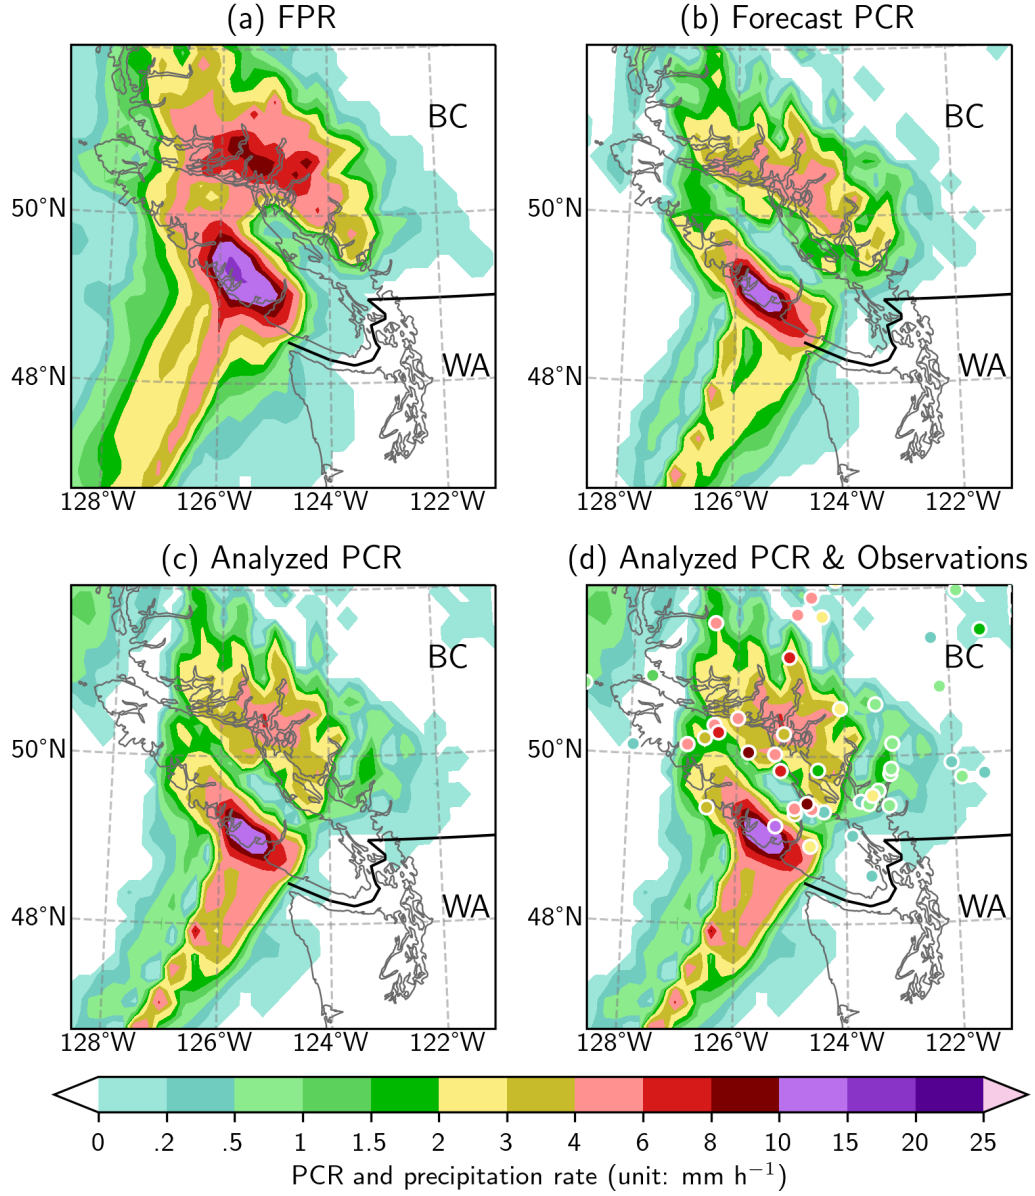 (a) FPR
(b) Forecast PCR
BC
BC
50°N
50°N
WA
WA
48°N
48°N
128°W 126°W 124°W 122°W
128°W 126°W 124°W 122°W
(c) Analyzed PCR
(d) Analyzed PCR & Observations
BC
BC
50°N
50°N
WA
WA
48°N
48°N
128°W 126°W 124°W 122°W
128°W 126°W 124°W 122°W
0 .2 .5 1 1.5 2 3 4 6 8 10 15 20 25
PCR and precipitation rate (unit: mm h⁻¹)